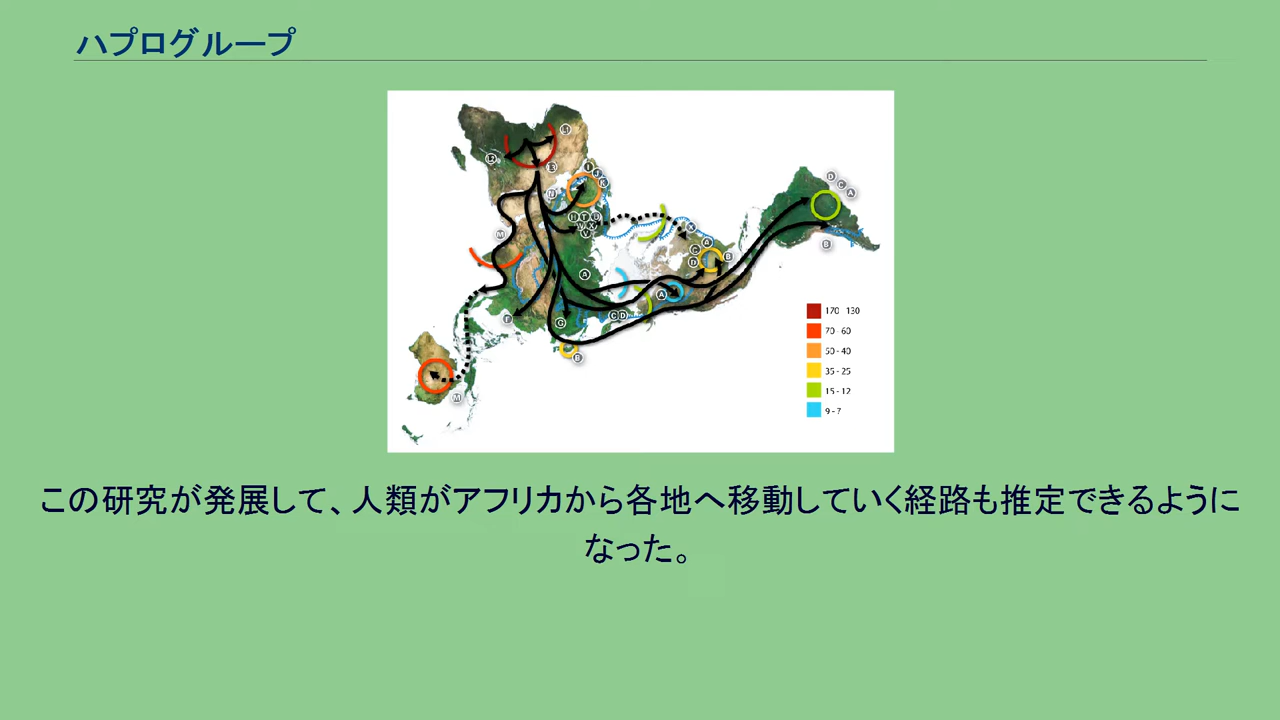 ハプログループ
L1
L2
L3
I
J
K
N
H T U
W X
V
M
X
A
C
B
D
A
A
C D
F
G
B
M
D
C
A
B
170 - 130
70 - 60
50 - 40
35 - 25
15 - 12
9 - 7
この研究が発展して、人類がアフリカから各地へ移動していく経路も推定できるように
なった。